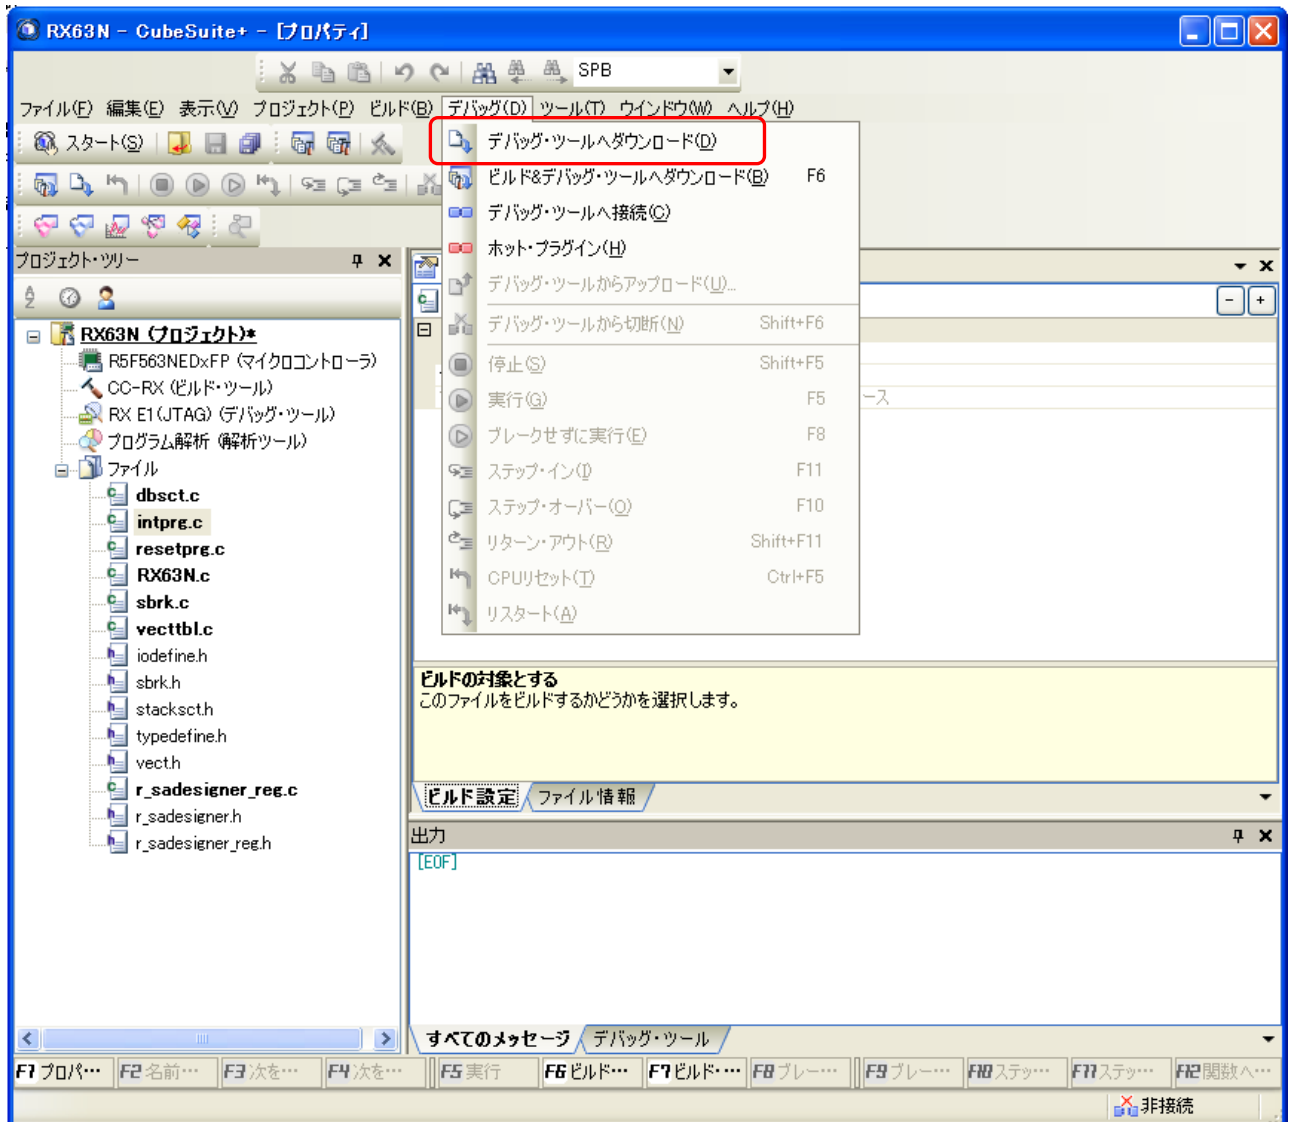 RX63N - CubeSuite+ - [プロパティ]
SPB
ファイル(F) 編集(E) 表示(V) プロジェクト(P) ビルド(B) デバッグ(D) ツール(T) ウインドウ(W) ヘルプ(H)
スタート(S)
デバッグ・ツールへダウンロード(D)
ビルド&デバッグ・ツールへダウンロード(B) F6
デバッグ・ツールへ接続(C)
ホット・プラグイン(H)
デバッグ・ツールからアップロード(U)...
デバッグ・ツールから切断(N) Shift+F6
停止(S) Shift+F5
実行(G) F5
ブレークせずに実行(E) F8
ステップ・イン(I) F11
ステップ・オーバー(O) F10
リターン・アウト(R) Shift+F11
CPUリセット(T) Ctrl+F5
リスタート(A)
プロジェクト・ツリー
RX63N (プロジェクト)*
R5F563NEDxFP (マイクロコントローラ)
CC-RX (ビルド・ツール)
RX E1(JTAG) (デバッグ・ツール)
プログラム解析 (解析ツール)
ファイル
dbsct.c
intprg.c
resetprg.c
RX63N.c
sbrk.c
vecttbl.c
iodefine.h
sbrk.h
stacksct.h
typedefine.h
vect.h
r_sadesigner_reg.c
r_sadesigner.h
r_sadesigner_reg.h
ース
ビルドの対象とする
このファイルをビルドするかどうかを選択します。
ビルド設定 ファイル情報
出力
[EOF]
すべてのメッセージ デバッグ・ツール
F1 プロパ… F2 名前… F3 次を… F4 次を… F5 実行 F6 ビルド… F7 ビルド・… F8 ブレー… F9 ブレー… F10 ステッ… F11 ステッ… F12 関数へ…
非接続